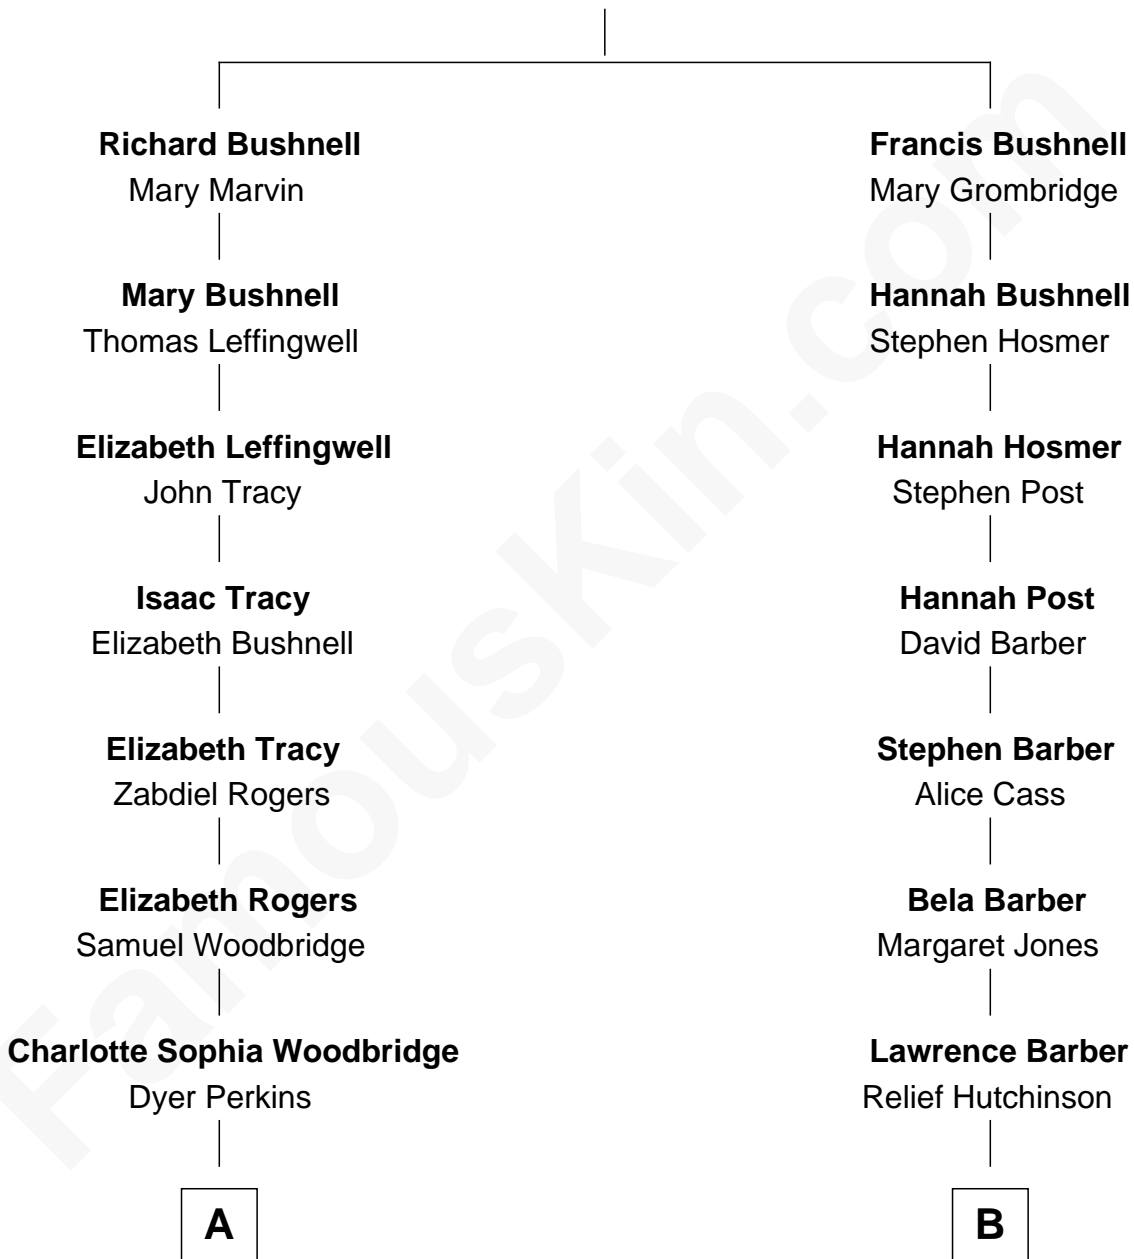 Richard Bushnell
Mary Marvin
Mary Bushnell
Thomas Leffingwell
Elizabeth Leffingwell
John Tracy
Isaac Tracy
Elizabeth Bushnell
Elizabeth Tracy
Zabdiel Rogers
Elizabeth Rogers
Samuel Woodbridge
Charlotte Sophia Woodbridge
Dyer Perkins
A
Francis Bushnell
Mary Grombridge
Hannah Bushnell
Stephen Hosmer
Hannah Hosmer
Stephen Post
Hannah Post
David Barber
Stephen Barber
Alice Cass
Bela Barber
Margaret Jones
Lawrence Barber
Relief Hutchinson
B
FamousKin.com